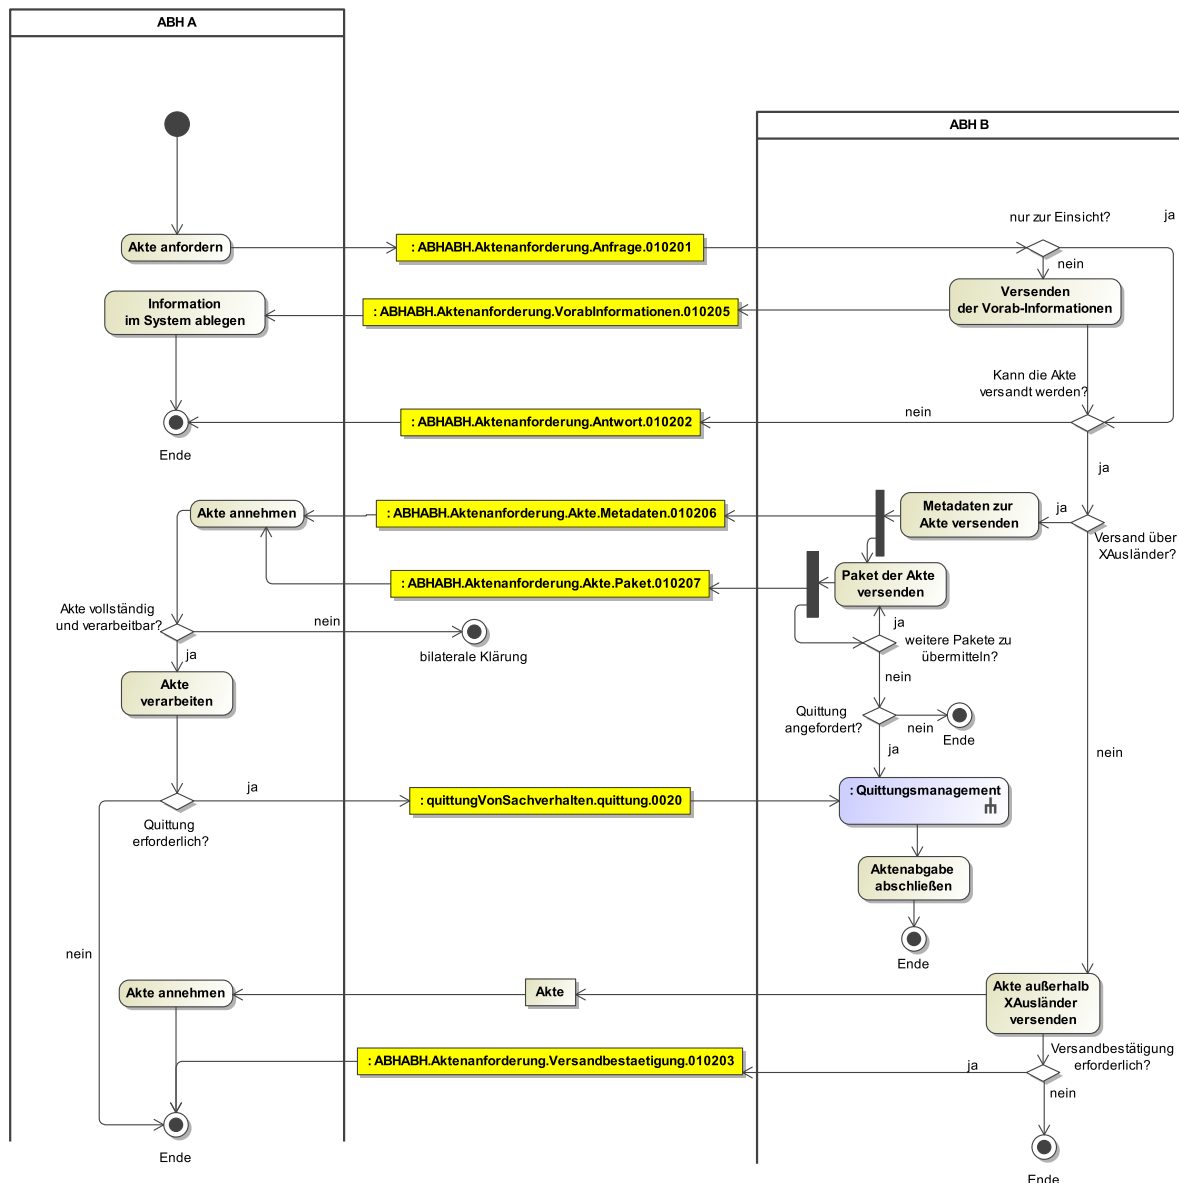 ABH A
ABH B
nur zur Einsicht?
ja
Akte anfordern
: ABHABH.Aktenanforderung.Anfrage.010201
nein
Information
im System ablegen
: ABHABH.Aktenanforderung.VorabInformationen.010205
Versenden
der Vorab-Informationen
Kann die Akte
versandt werden?
nein
: ABHABH.Aktenanforderung.Antwort.010202
Ende
ja
Akte annehmen
: ABHABH.Aktenanforderung.Akte.Metadaten.010206
Metadaten zur
Akte versenden
ja
Versand über
XAusländer?
: ABHABH.Aktenanforderung.Akte.Paket.010207
Paket der Akte
versenden
Akte vollständig
und verarbeitbar?
nein
ja
bilaterale Klärung
ja
weitere Pakete zu
übermitteln?
nein
Akte
verarbeiten
Quittung
angefordert?
nein
Ende
ja
nein
ja
: quittungVonSachverhalten.quittung.0020
: Quittungsmanagement
Quittung
erforderlich?
Aktenabgabe
abschließen
nein
Ende
Akte annehmen
Akte
Akte außerhalb
XAusländer
versenden
: ABHABH.Aktenanforderung.Versandbestaetigung.010203
Versandbestätigung
erforderlich?
ja
nein
Ende
Ende